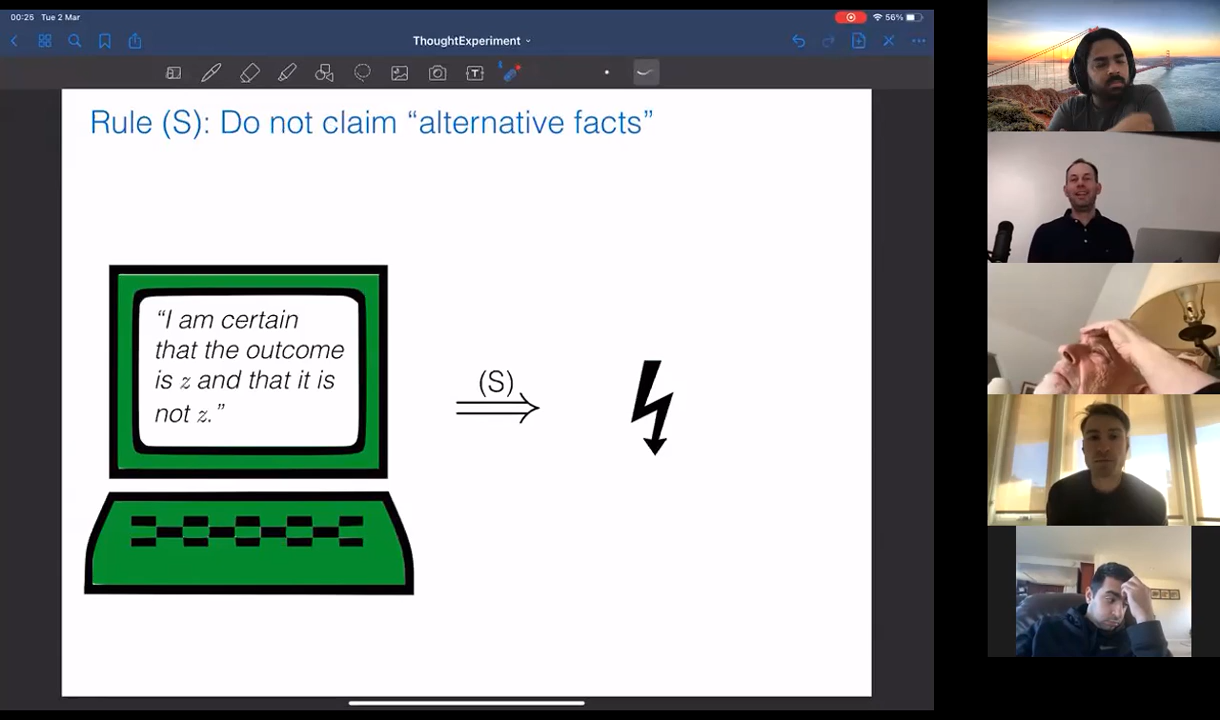 00:25 Tue 2 Mar
56%
ThoughtExperiment
T
Rule (S): Do not claim “alternative facts”
“I am certain
that the outcome
is z and that it is
not z.”
(S)